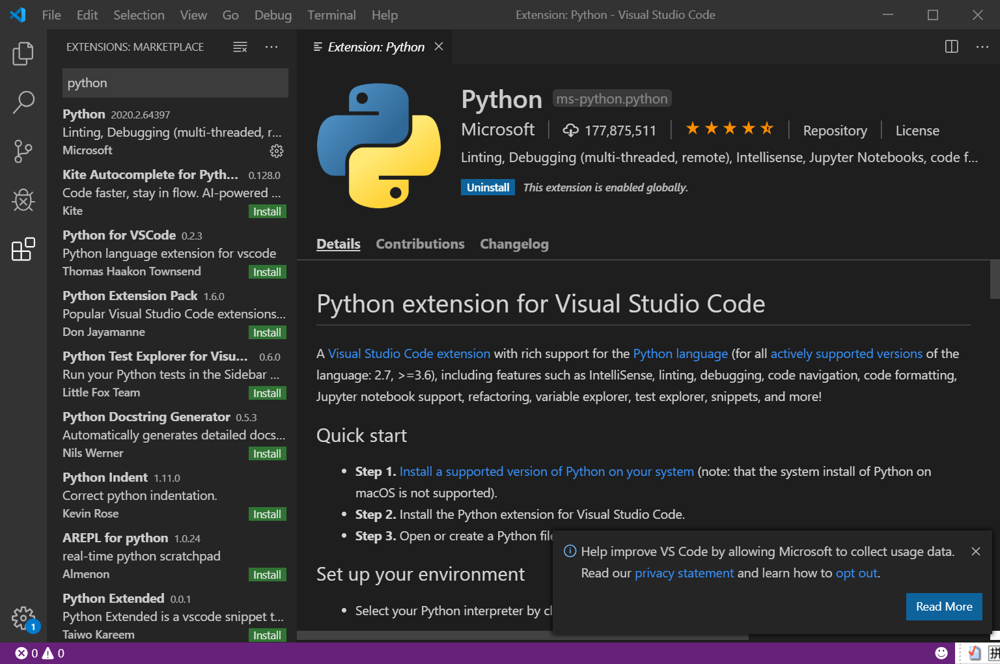 File Edit Selection View Go Debug Terminal Help
Extension: Python - Visual Studio Code
EXTENSIONS: MARKETPLACE
python
Python 2020.2.64397
Linting, Debugging (multi-threaded, r...
Microsoft
Kite Autocomplete for Pyth... 0.128.0
Code faster, stay in flow. AI-powered ...
Kite Install
Python for VSCode 0.2.3
Python language extension for vscode
Thomas Haakon Townsend Install
Python Extension Pack 1.6.0
Popular Visual Studio Code extensions...
Don Jayamanne Install
Python Test Explorer for Visu... 0.6.0
Run your Python tests in the Sidebar ...
Little Fox Team Install
Python Docstring Generator 0.5.3
Automatically generates detailed docs...
Nils Werner Install
Python Indent 1.11.0
Correct python indentation.
Kevin Rose Install
AREPL for python 1.0.24
real-time python scratchpad
Almenon Install
Python Extended 0.0.1
Python Extended is a vscode snippet t...
Taiwo Kareem Install
Extension: Python
Python ms-python.python
Microsoft 177,875,511 Repository License
Linting, Debugging (multi-threaded, remote), Intellisense, Jupyter Notebooks, code f...
Uninstall This extension is enabled globally.
Details Contributions Changelog
Python extension for Visual Studio Code
A Visual Studio Code extension with rich support for the Python language (for all actively supported versions of the
language: 2.7, >=3.6), including features such as IntelliSense, linting, debugging, code navigation, code formatting,
Jupyter notebook support, refactoring, variable explorer, test explorer, snippets, and more!
Quick start
• Step 1. Install a supported version of Python on your system (note: that the system install of Python on
macOS is not supported).
• Step 2. Install the Python extension for Visual Studio Code.
• Step 3. Open or create a Python file
Set up your environment
• Select your Python interpreter by cl
Help improve VS Code by allowing Microsoft to collect usage data.
Read our privacy statement and learn how to opt out.
Read More
1
0 0
拼